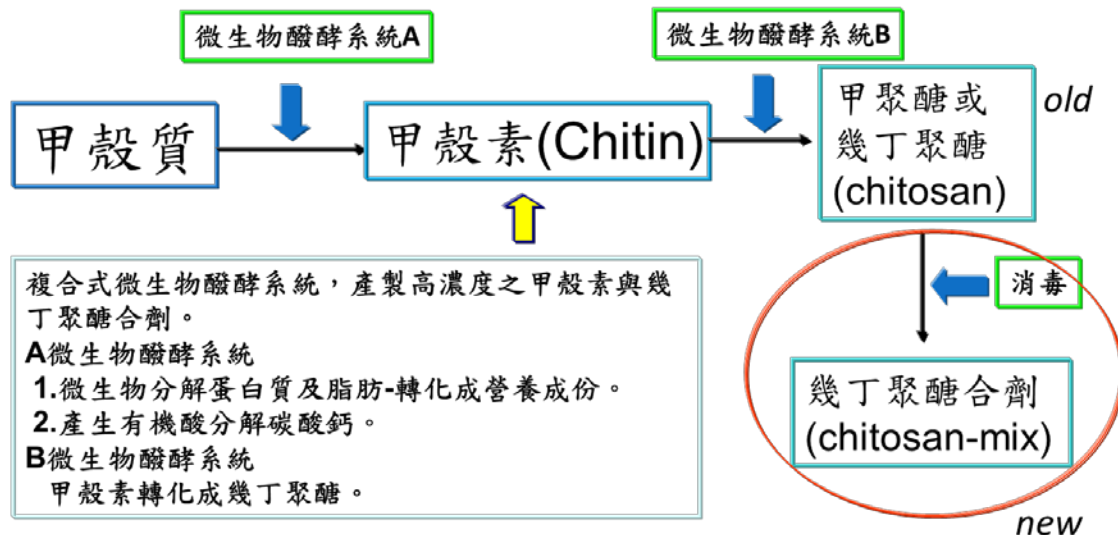 微生物醱酵系統A
微生物醱酵系統B
甲殼質
甲殼素(Chitin)
甲聚醣或
幾丁聚醣
(chitosan)
old
複合式微生物醱酵系統，產製高濃度之甲殼素與幾
丁聚醣合劑。
A微生物醱酵系統
1.微生物分解蛋白質及脂肪-轉化成營養成份。
2.產生有機酸分解碳酸鈣。
B微生物醱酵系統
甲殼素轉化成幾丁聚醣。
消毒
幾丁聚醣合劑
(chitosan-mix)
new